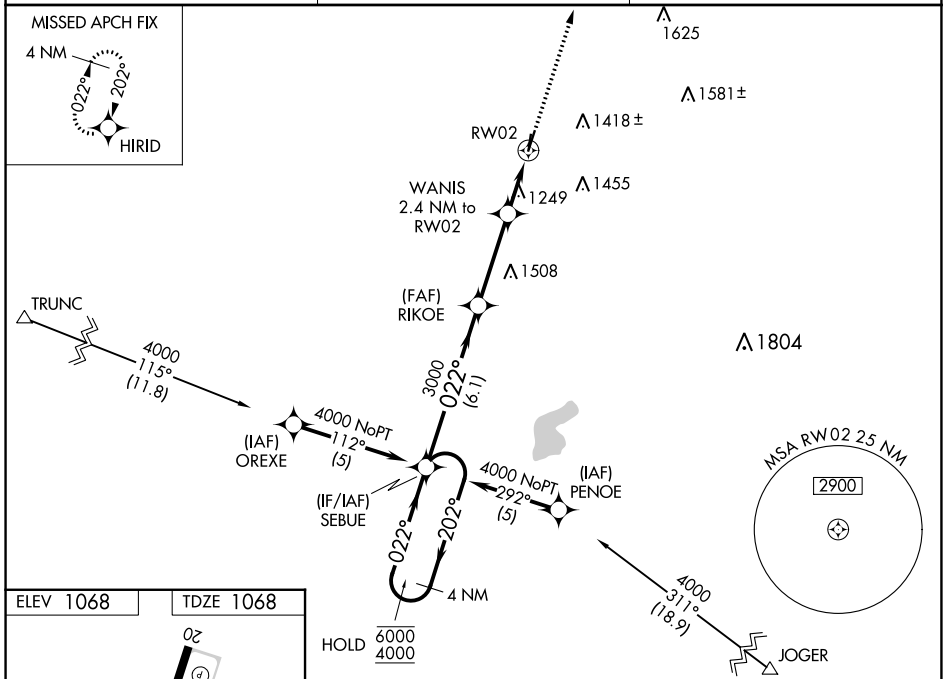 MISSED APCH FIX
4 NM
022°
202°
HIRID
1625
1581±
1418±
RW02
1455
1249
WANIS
2.4 NM to
RW02
1508
(FAF)
RIKOE
TRUNC
1804
4000
115°
(11.8)
3000
022°
(6.1)
4000 NoPT
112°
(5)
(IAF)
OREXE
MSA RW02 25 NM
2900
4000 NoPT
292°
(5)
(IAF)
PENOE
(IF/IAF)
SEBUE
022°
202°
4 NM
HOLD
6000
4000
4000
311°
(18.9)
JOGER
ELEV 1068
TDZE 1068
20
P